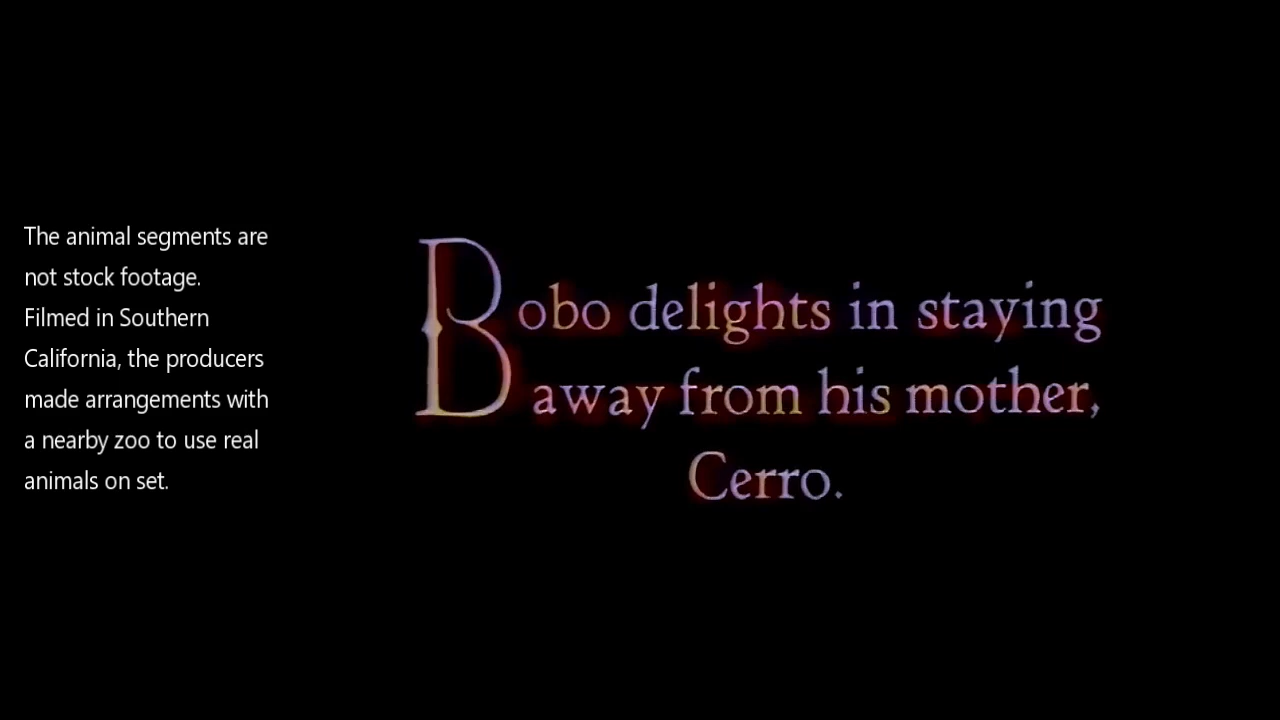 The animal segments are
not stock footage.
Filmed in Southern
California, the producers
made arrangements with
a nearby zoo to use real
animals on set.
Bobo delights in staying
away from his mother,
Cerro.